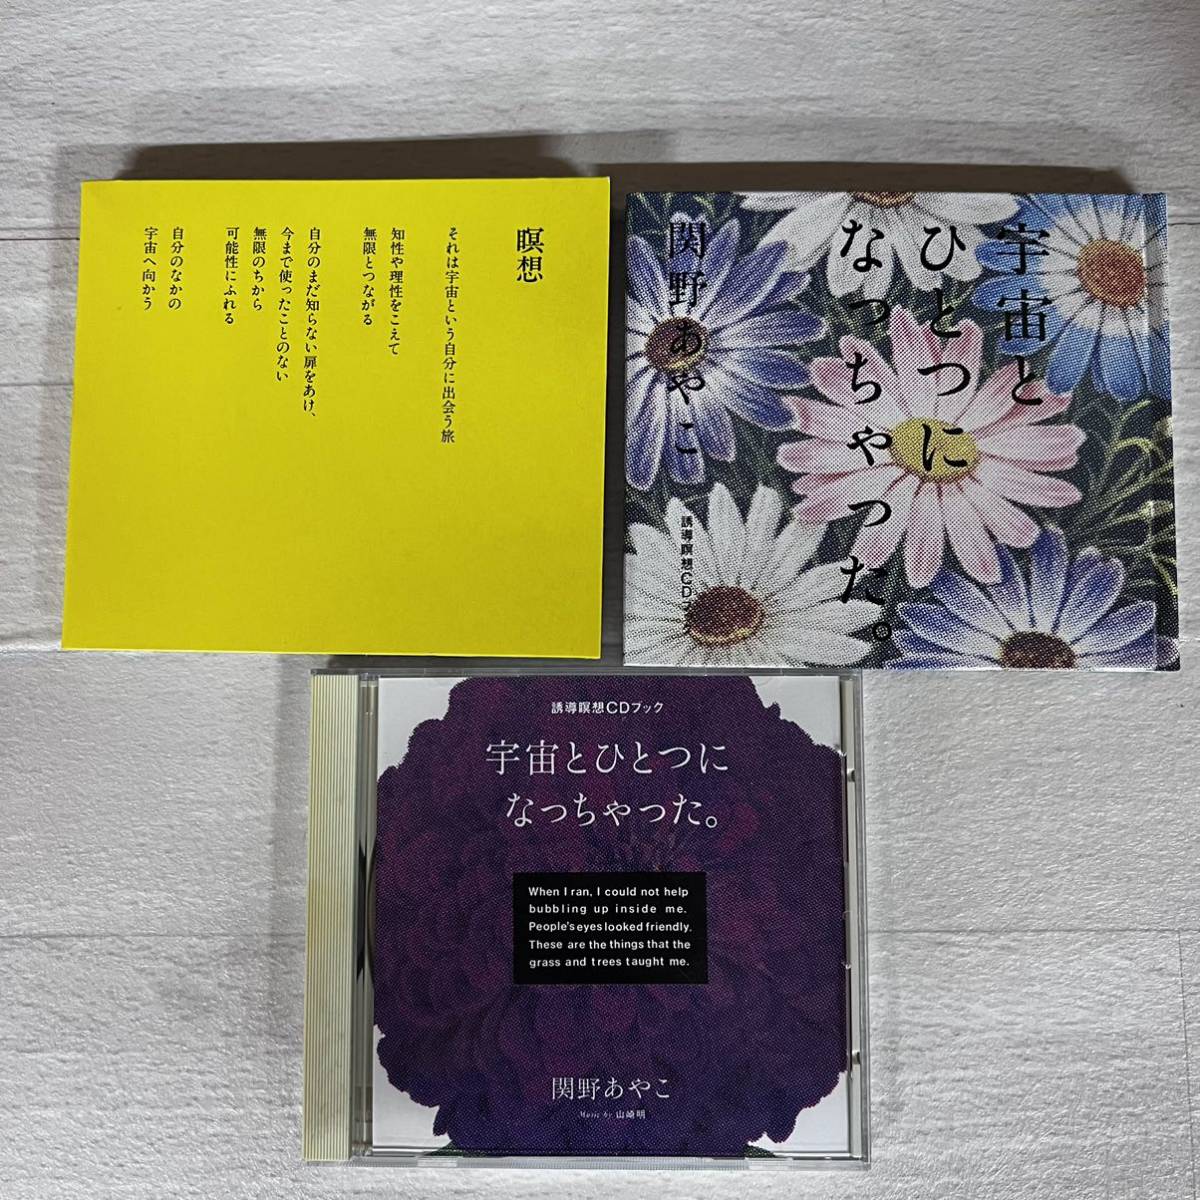 瞑想
それは宇宙という自分に出会う旅
知性や理性をこえて
無限とつながる
自分のまだ知らない扉をあけ、
今まで使ったことのない
無限のちから
可能性にふれる
自分のなかの
宇宙へ向かう
宇宙と
ひとつに
なっちゃった。
関野あやこ
誘導瞑想CDブ
誘導瞑想CDブック
宇宙とひとつに
なっちゃった。
When I ran, I could not help
bubbling up inside me.
People's eyes looked friendly.
These are the things that the
grass and trees taught me.
関野あやこ
Music by 山崎明